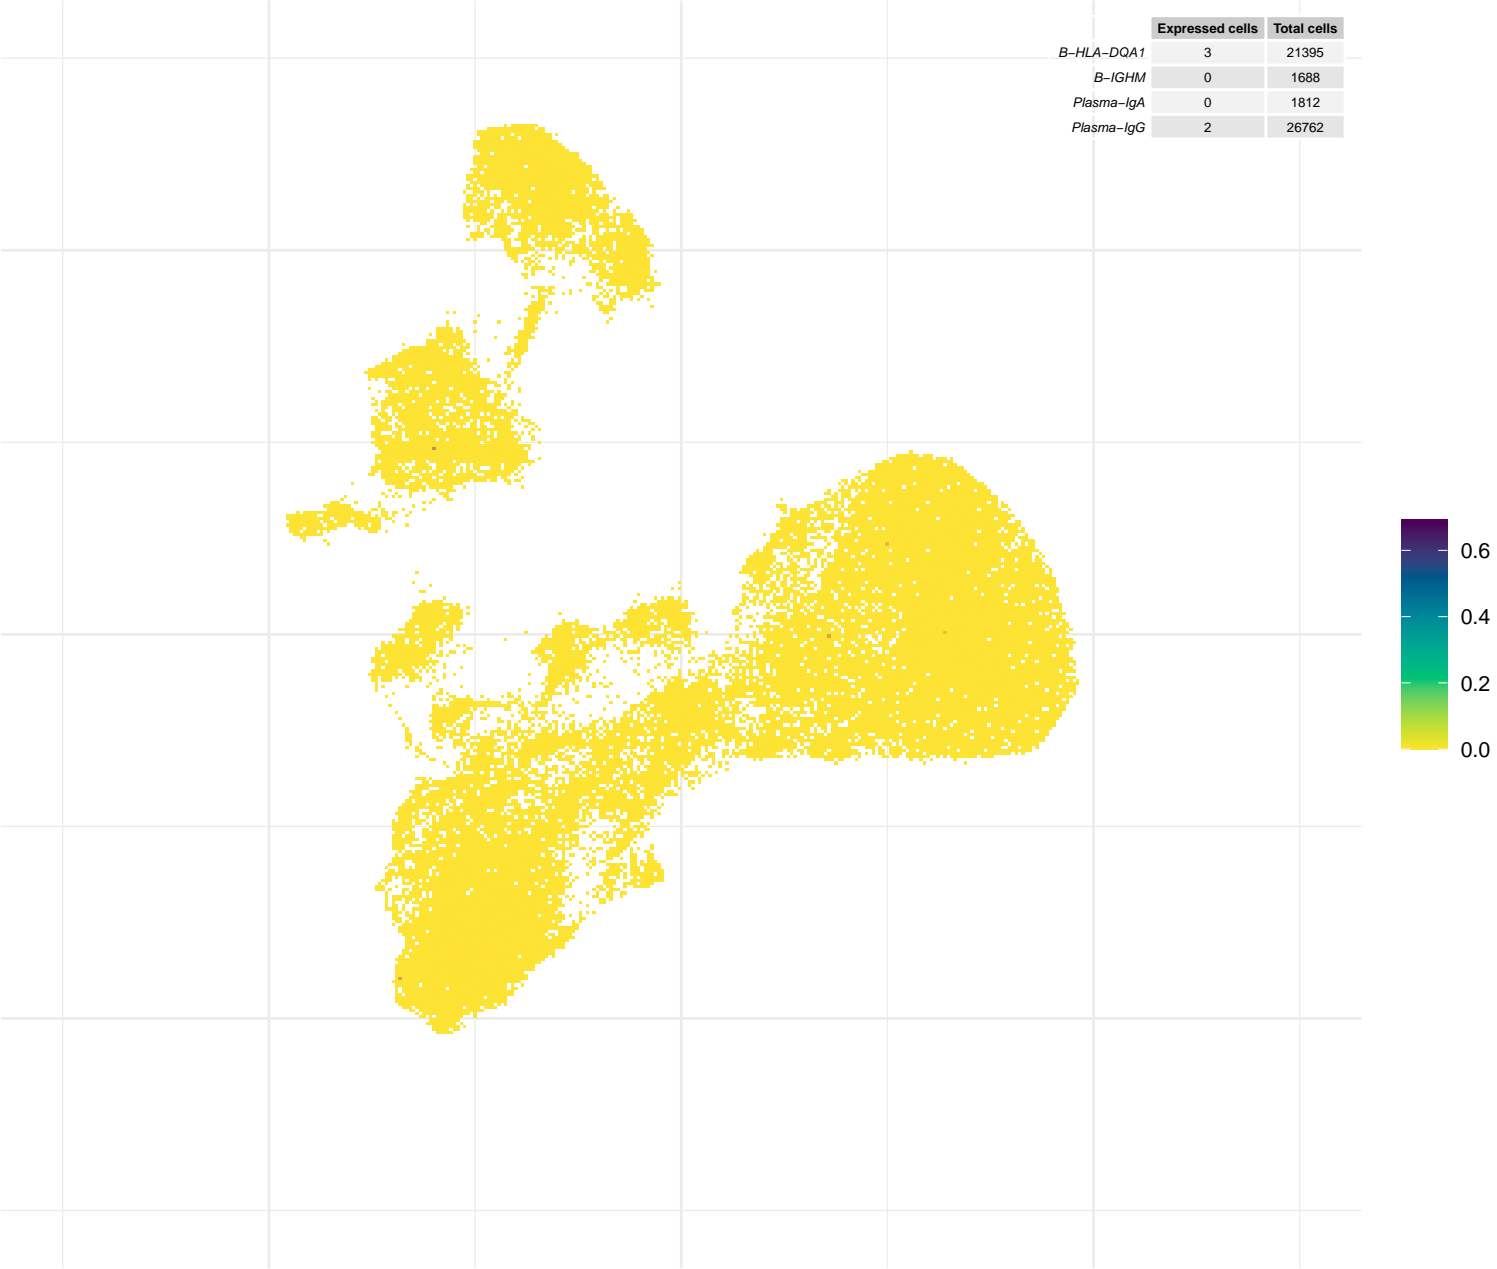 Expressed cells Total cells
B−HLA−DQA1 3 21395
B−IGHM 0 1688
Plasma−IgA 0 1812
Plasma−IgG 2 26762
0.6
0.4
0.2
0.0